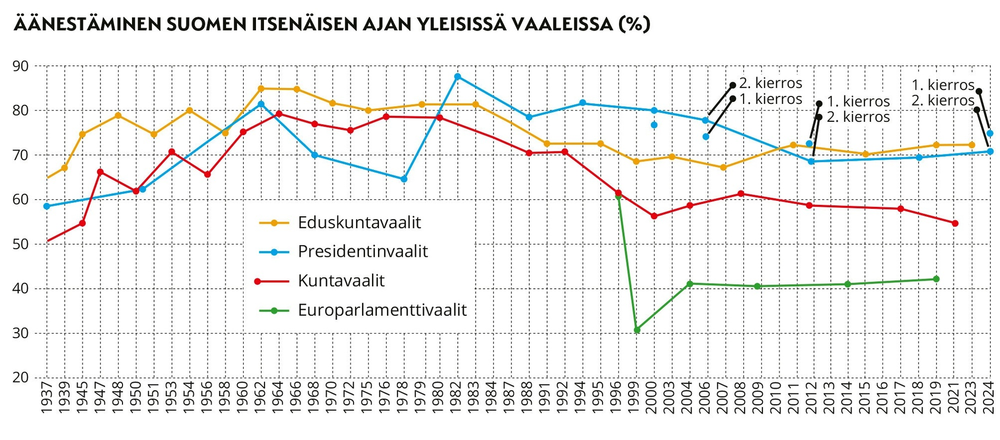 ÄÄNESTÄMINEN SUOMEN ITSENÄISEN AJAN YLEISISSÄ VAALEISSA (%)
90
80
70
60
50
40
30
20
2. kierros
1. kierros
1. kierros
2. kierros
1. kierros
2. kierros
Eduskuntavaalit
Presidentinvaalit
Kuntavaalit
Europarlamenttivaalit
1937 1939 1945 1947 1948 1950 1951 1953 1954 1956 1958 1960 1962 1964 1966 1968 1970 1972 1975 1976 1978 1979 1980 1982 1983 1984 1987 1988 1991 1992 1994 1995 1996 1999 2000 2003 2004 2006 2007 2008 2009 2010 2011 2012 2013 2014 2015 2016 2017 2018 2019 2021 2023 2024